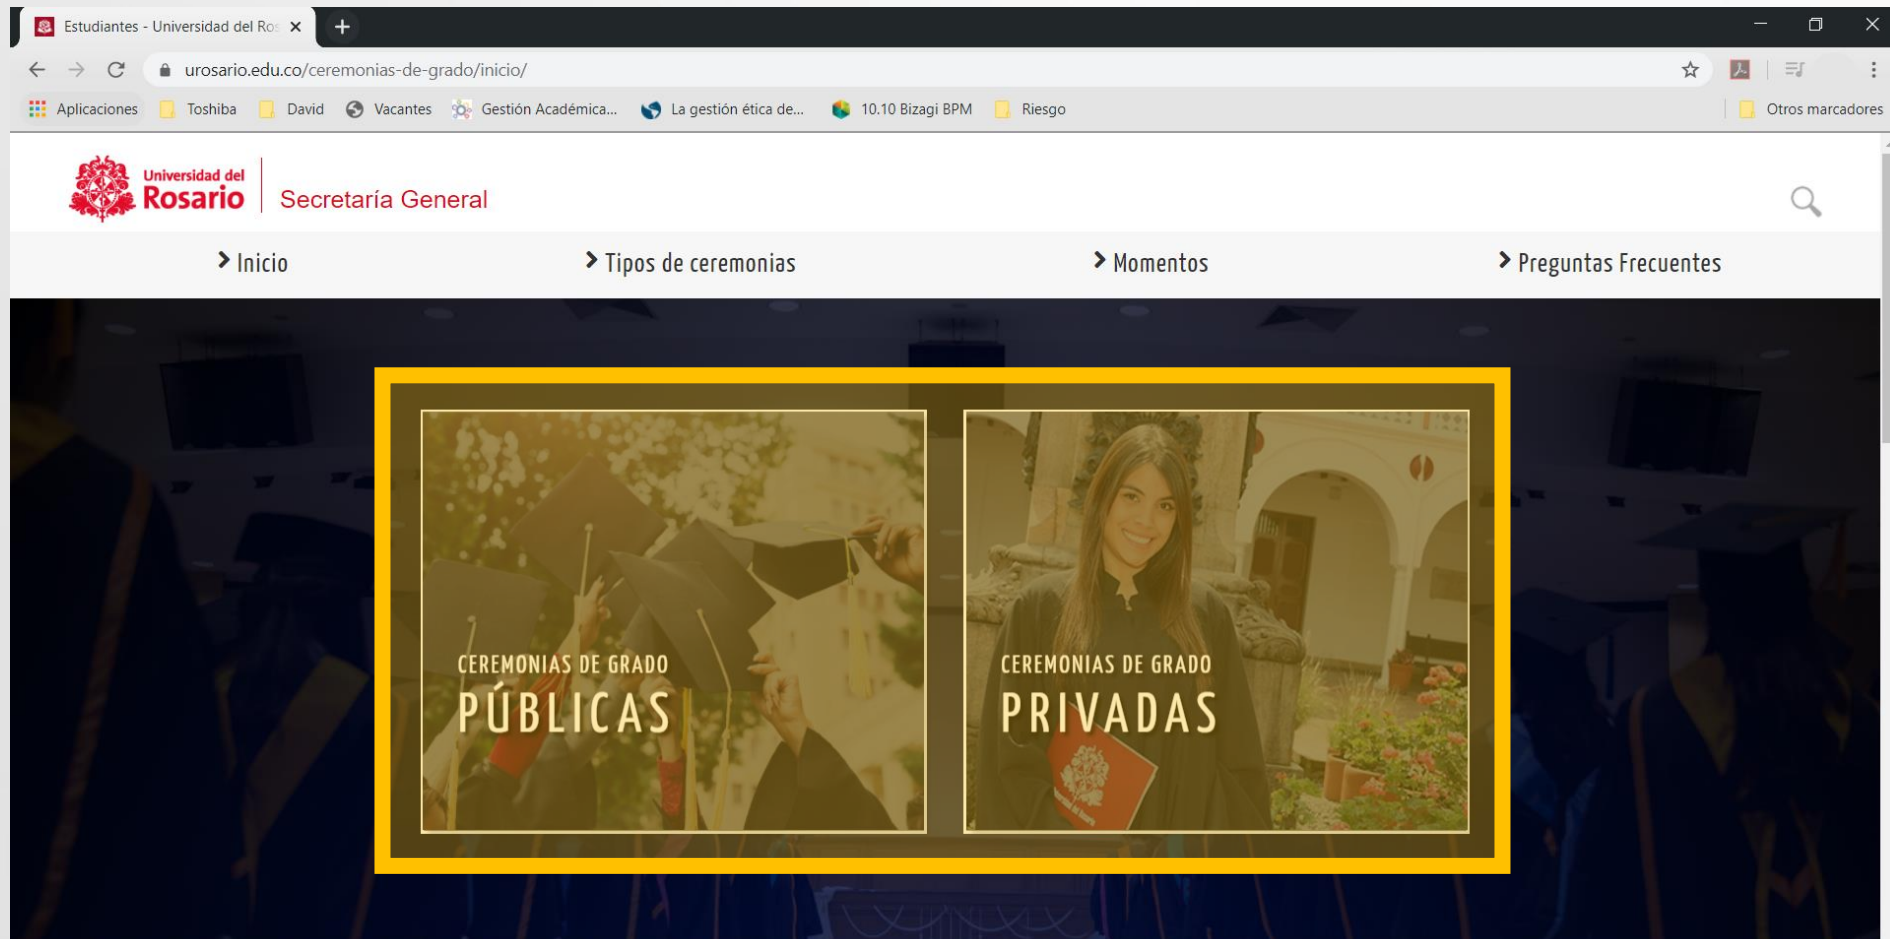 Estudiantes - Universidad del Ros
urosario.edu.co/ceremonias-de-grado/inicio/
Aplicaciones Toshiba David Vacantes Gestión Académica... La gestión ética de... 10.10 Bizagi BPM Riesgo Otros marcadores
Universidad del
Rosario
Secretaría General
Inicio Tipos de ceremonias Momentos Preguntas Frecuentes
CEREMONIAS DE GRADO
PÚBLICAS
CEREMONIAS DE GRADO
PRIVADAS